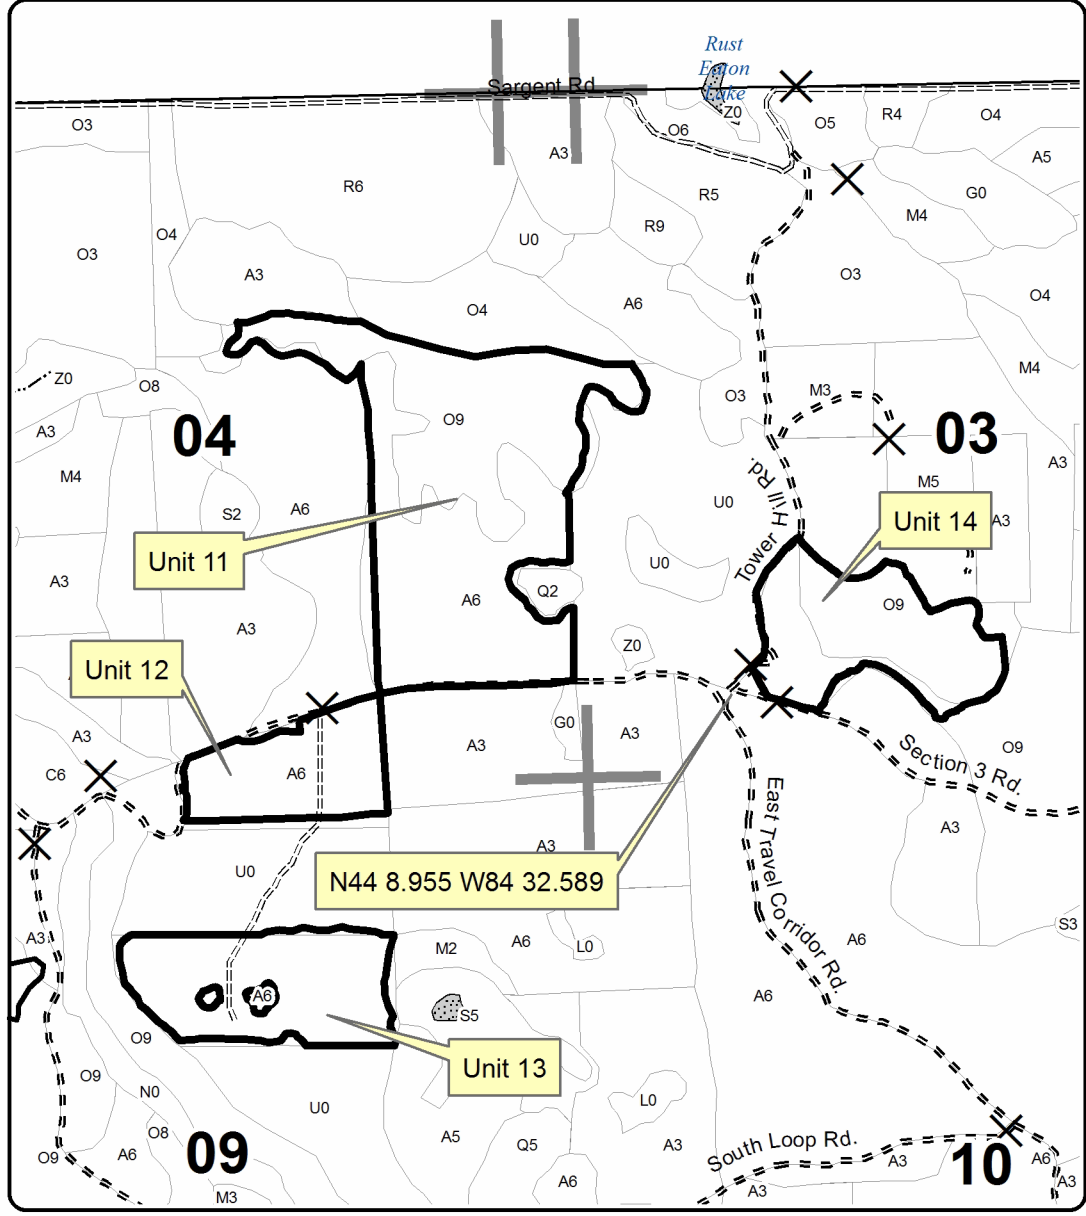 Rust
Eaton
Lake
Sargent Rd
Z0
O3
O6
O5
R4
O4
A3
A5
R6
R5
G0
M4
O4
R9
U0
O3
A3
O3
O4
A6
O4
M4
Z0
O8
O3
M3
A3
04
O9
03
A3
M4
Hill Rd.
M5
S2
A6
U0
Unit 14
A3
Unit 11
Tower
U0
A3
Q2
A6
O9
A3
Z0
Unit 12
G0
A3
A3
A3
O9
Section 3 Rd.
C6
A6
East Travel Corridor Rd.
A3
A3
U0
N44 8.955 W84 32.589
S3
A3
M2
A6
L0
A6
A6
A6
S5
O9
Unit 13
O9
N0
U0
L0
O8
A5
Q5
A3
South Loop Rd.
09
O9
A6
10
A3
A6
A6
A3
A3
M3